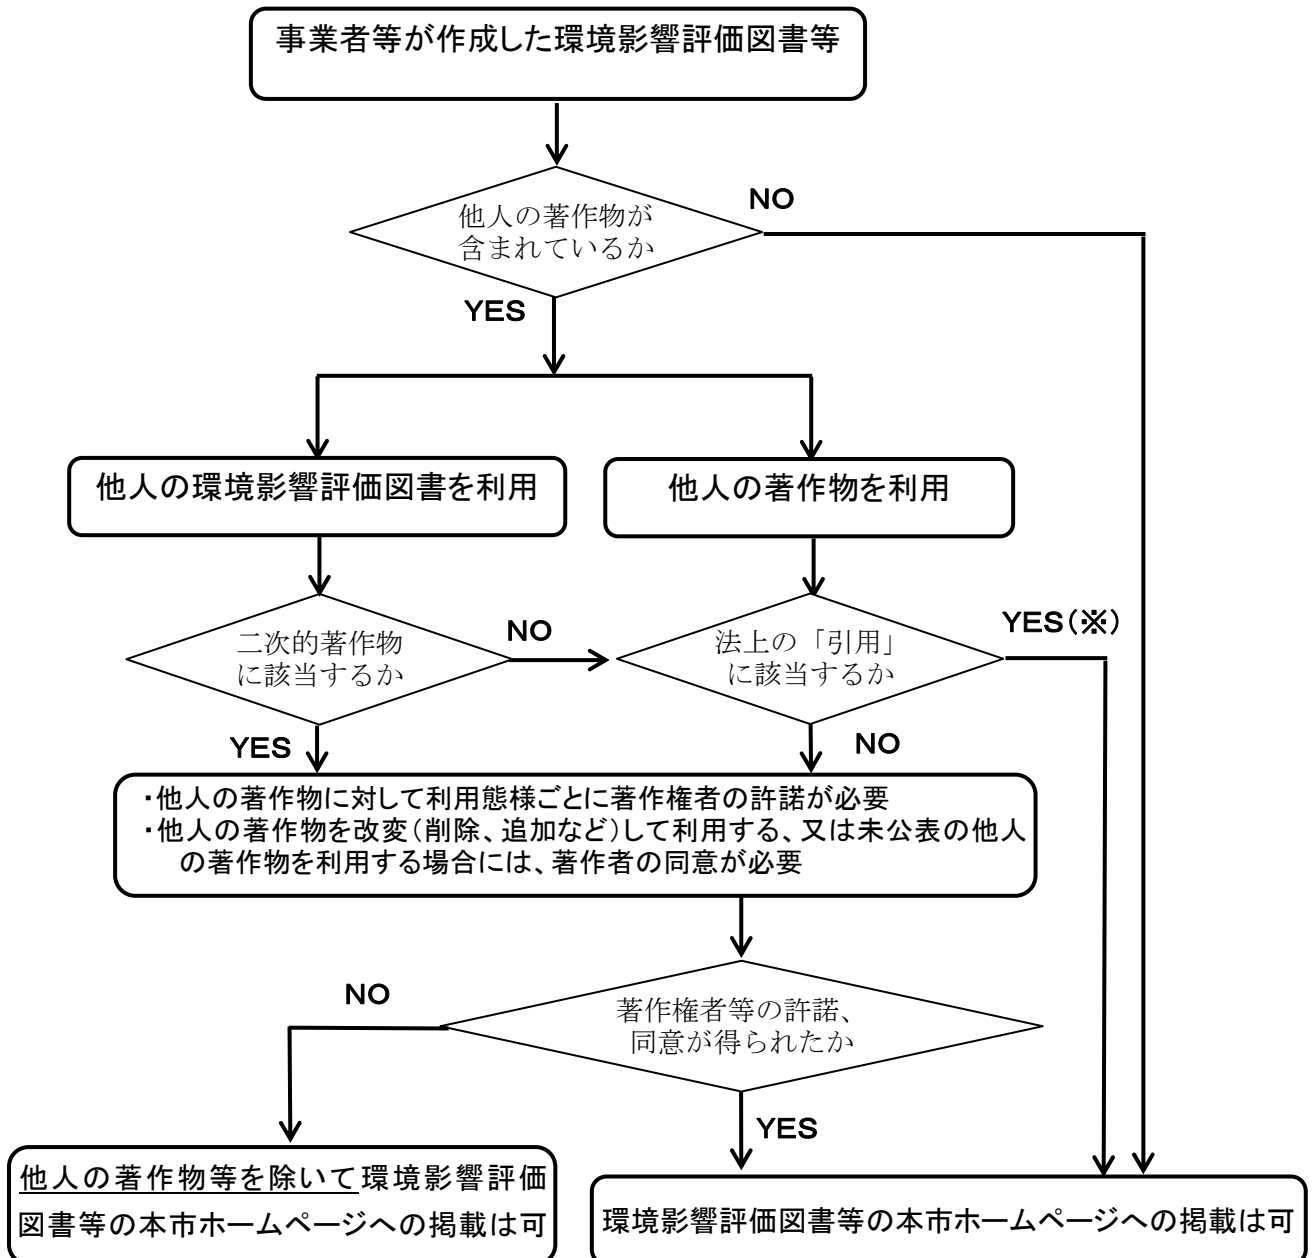 事業者等が作成した環境影響評価図書等
他人の著作物が
含まれているか
NO
YES
他人の環境影響評価図書を利用
他人の著作物を利用
二次的著作物
に該当するか
NO
法上の「引用」
に該当するか
YES(※)
YES
NO
・他人の著作物に対して利用態様ごとに著作権者の許諾が必要
・他人の著作物を改変(削除、追加など)して利用する、又は未公表の他人
の著作物を利用する場合には、著作者の同意が必要
著作権者等の許諾、
同意が得られたか
NO
YES
他人の著作物等を除いて環境影響評価
図書等の本市ホームページへの掲載は可
環境影響評価図書等の本市ホームページへの掲載は可